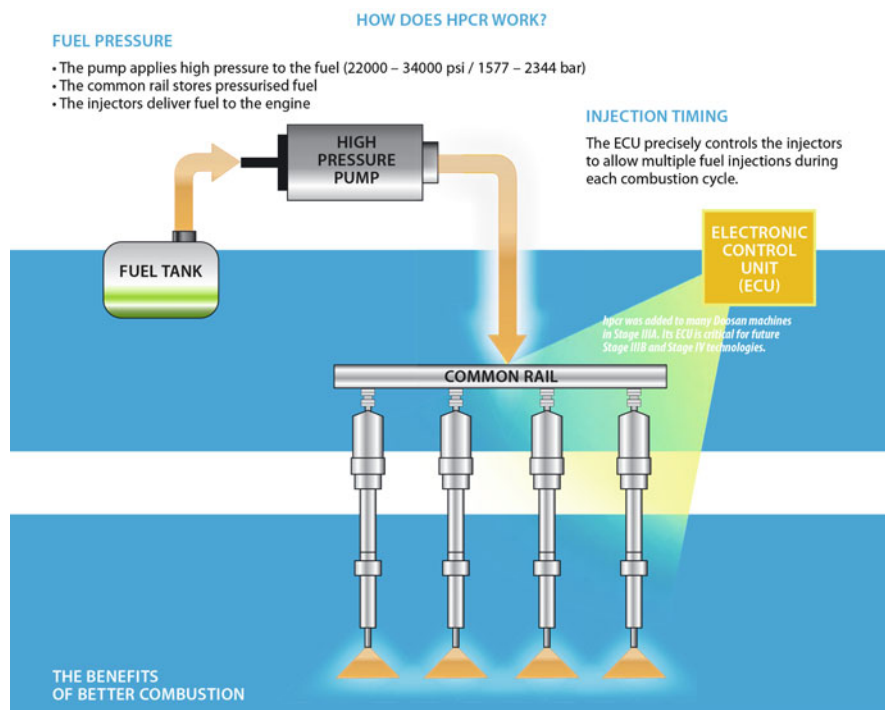 HOW DOES HPCR WORK?
FUEL PRESSURE
• The pump applies high pressure to the fuel (22000 – 34000 psi / 1577 – 2344 bar)
• The common rail stores pressurised fuel
• The injectors deliver fuel to the engine
INJECTION TIMING
The ECU precisely controls the injectors
to allow multiple fuel injections during
each combustion cycle.
HIGH
PRESSURE
PUMP
FUEL TANK
ELECTRONIC
CONTROL
UNIT
(ECU)
hpcr was added to many Doosan machines
in Stage IIIA. Its ECU is critical for future
Stage IIIB and Stage IV technologies.
COMMON RAIL
THE BENEFITS
OF BETTER COMBUSTION